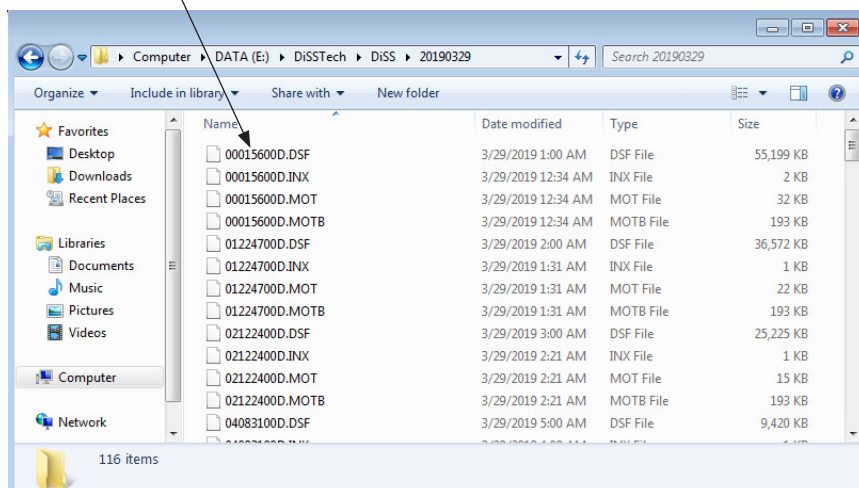 Computer DATA (E:) DiSSTech DiSS 20190329 Search 20190329
Organize Include in library Share with New folder
Favorites
Desktop
Downloads
Recent Places
Libraries
Documents
Music
Pictures
Videos
Computer
Network
Name Date modified Type Size
00015600D.DSF 3/29/2019 1:00 AM DSF File 55,199 KB
00015600D.INX 3/29/2019 12:34 AM INX File 2 KB
00015600D.MOT 3/29/2019 12:34 AM MOT File 32 KB
00015600D.MOTB 3/29/2019 12:34 AM MOTB File 193 KB
01224700D.DSF 3/29/2019 2:00 AM DSF File 36,572 KB
01224700D.INX 3/29/2019 1:31 AM INX File 1 KB
01224700D.MOT 3/29/2019 1:31 AM MOT File 22 KB
01224700D.MOTB 3/29/2019 1:31 AM MOTB File 193 KB
02122400D.DSF 3/29/2019 3:00 AM DSF File 25,225 KB
02122400D.INX 3/29/2019 2:21 AM INX File 1 KB
02122400D.MOT 3/29/2019 2:21 AM MOT File 15 KB
02122400D.MOTB 3/29/2019 2:21 AM MOTB File 193 KB
04083100D.DSF 3/29/2019 5:00 AM DSF File 9,420 KB
116 items